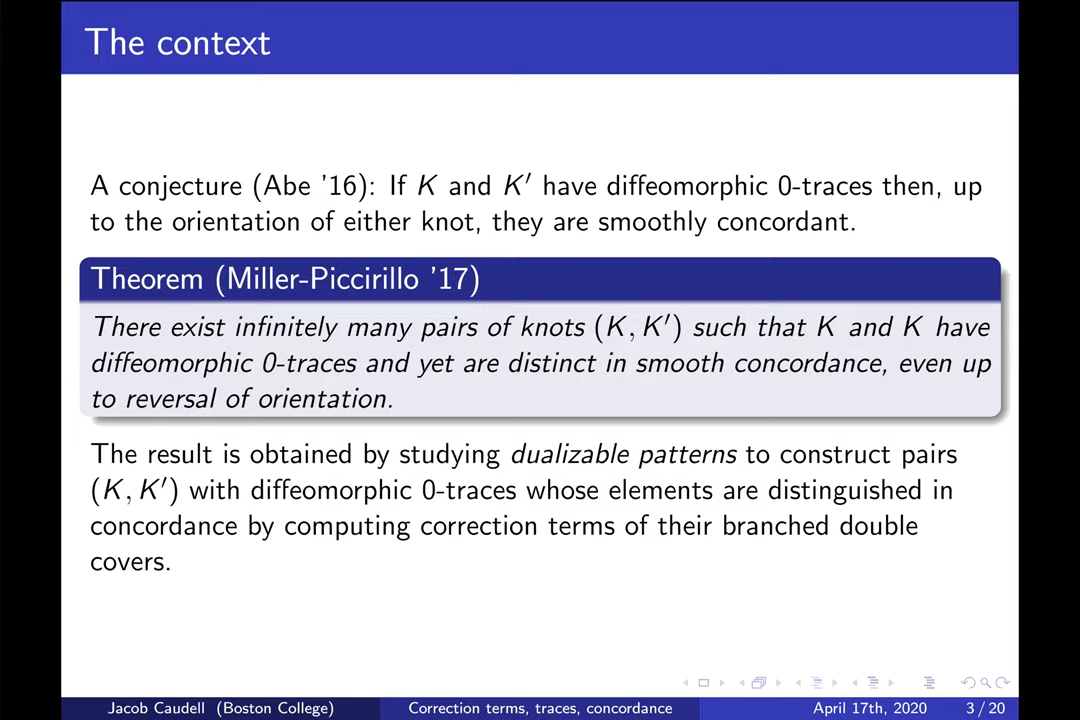 The context
A conjecture (Abe ’16): If K and K′ have diffeomorphic 0-traces then, up
to the orientation of either knot, they are smoothly concordant.
Theorem (Miller-Piccirillo ’17)
There exist infinitely many pairs of knots (K, K′) such that K and K have
diffeomorphic 0-traces and yet are distinct in smooth concordance, even up
to reversal of orientation.
The result is obtained by studying dualizable patterns to construct pairs
(K, K′) with diffeomorphic 0-traces whose elements are distinguished in
concordance by computing correction terms of their branched double
covers.
Jacob Caudell (Boston College) Correction terms, traces, concordance April 17th, 2020 3 / 20